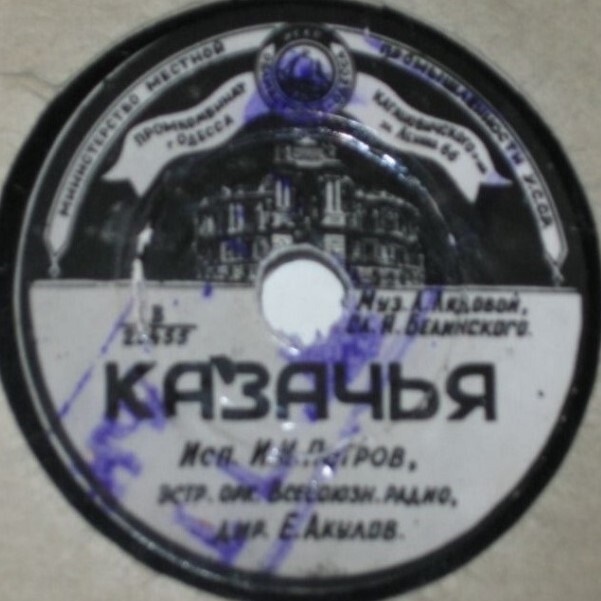 МИНИСТЕРСТВО МЕСТНОЙ
ПРОМЫШЛЕННОСТИ УССР
ПРОМКОМБИНАТ
г. ОДЕССА
КАГАНОВИЧСКОГО
Муз. А. Лядовой,
Сл. И. Белинского.
КАЗАЧЬЯ
Исп. И. И. Петров,
эстр. орк. Всесоюзн. радио,
дир. Е. Акулов.